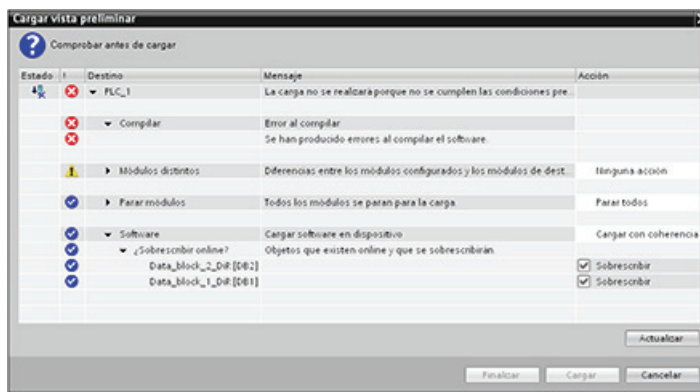 Cargar vista preliminar
Comprobar antes de cargar
Estado ! Destino Mensaje Acción
PLC_1 La carga no se realizará porque no se cumplen las condiciones pre...
Compilar Error al compilar
Se han producido errores al compilar el software.
Módulos distintos Diferencias entre los módulos configurados y los módulos de dest... Ninguna acción
Parar módulos Todos los módulos se paran para la carga. Parar todos
Software Cargar software en dispositivo Cargar con coherencia
¿Sobrescribir online? Objetos que existen online y que se sobrescribirán.
Data_block_2_DiR [DB2] Sobrescribir
Data_block_1_DiR [DB1] Sobrescribir
Actualizar
Finalizar Cargar Cancelar